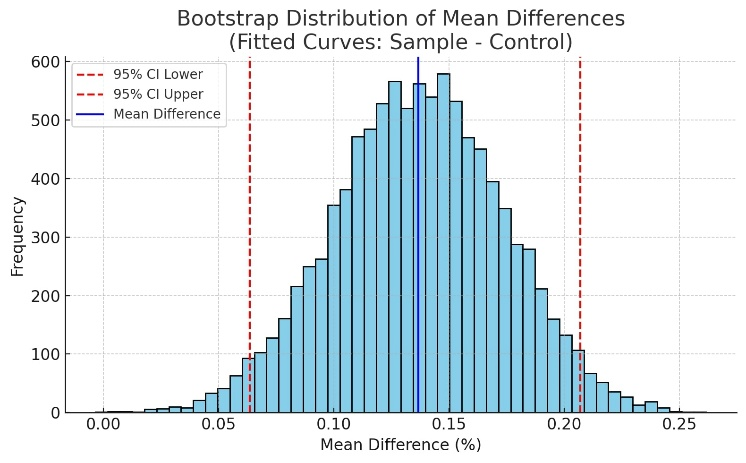 Bootstrap Distribution of Mean Differences
(Fitted Curves: Sample - Control)
95% CI Lower
95% CI Upper
Mean Difference
600
500
400
300
200
100
0
Frequency
0.00 0.05 0.10 0.15 0.20 0.25
Mean Difference (%)